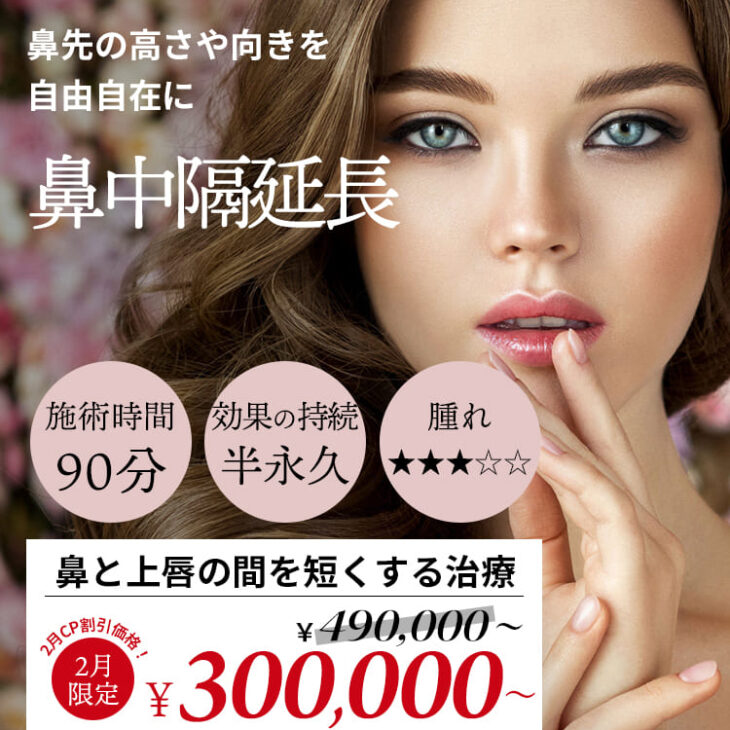 鼻先の高さや向きを
自由自在に
鼻中隔延長
施術時間
90分
効果の持続
半永久
腫れ
★★★☆☆
鼻と上唇の間を短くする治療
¥490,000~
2月CP割引価格!
2月
限定
¥300,000~